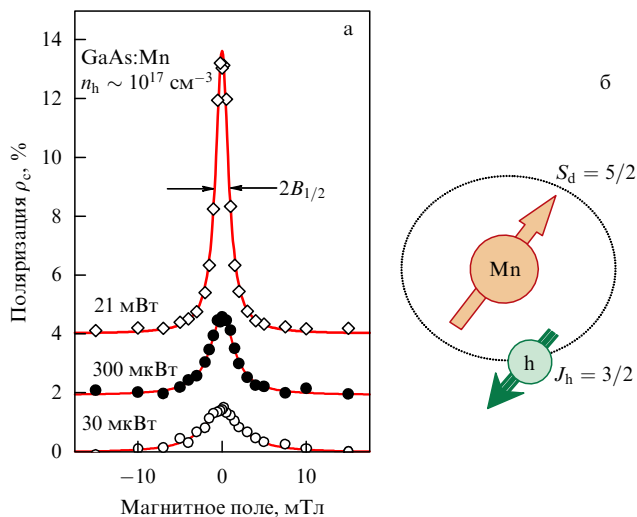 а
GaAs:Mn
n_h ∼ 10^17 см^−3
2B_1/2
21 мВт
300 мкВт
30 мкВт
14
12
10
8
6
4
2
0
Поляризация ρ_c, %
−10
0
10
Магнитное поле, мТл
б
S_d = 5/2
Mn
h
J_h = 3/2